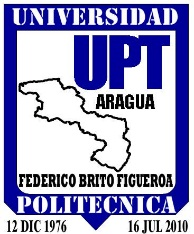 UNIVERSIDAD
UPT
ARAGUA
FEDERICO BRITO FIGUEROA
POLITECNICA
12 DIC 1976 16 JUL 2010